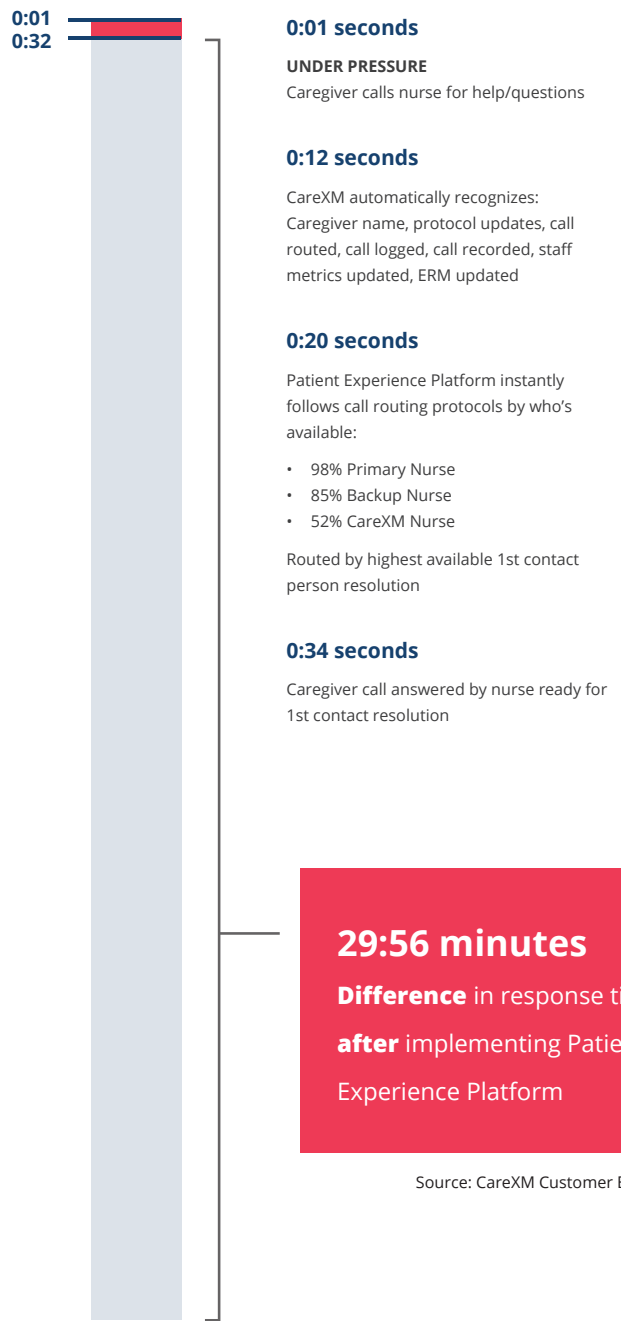 0:01
0:32
0:01 seconds
UNDER PRESSURE
Caregiver calls nurse for help/questions
0:12 seconds
CareXM automatically recognizes:
Caregiver name, protocol updates, call
routed, call logged, call recorded, staff
metrics updated, ERM updated
0:20 seconds
Patient Experience Platform instantly
follows call routing protocols by who’s
available:
• 98% Primary Nurse
• 85% Backup Nurse
• 52% CareXM Nurse
Routed by highest available 1st contact
person resolution
0:34 seconds
Caregiver call answered by nurse ready for
1st contact resolution
29:56 minutes
Difference in response
after implementing
Experience Platform
Source: CareXM Customer